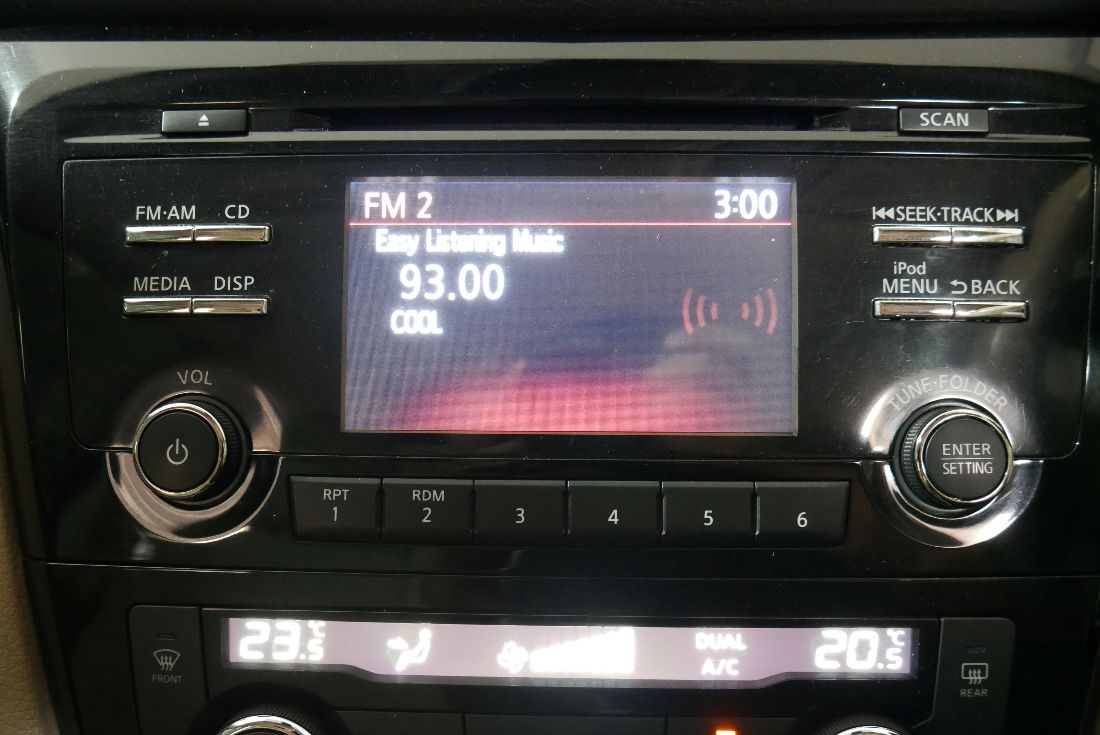 SCAN
FM·AM CD
MEDIA DISP
VOL
FM 2 3:00
Easy Listening Music
93.00
COOL
SEEK·TRACK
iPod
MENU BACK
TUNE·FOLDER
ENTER
SETTING
RPT
1
RDM
2
3
4
5
6
FRONT
23.5°C
DUAL
A/C
20.5°C
REAR